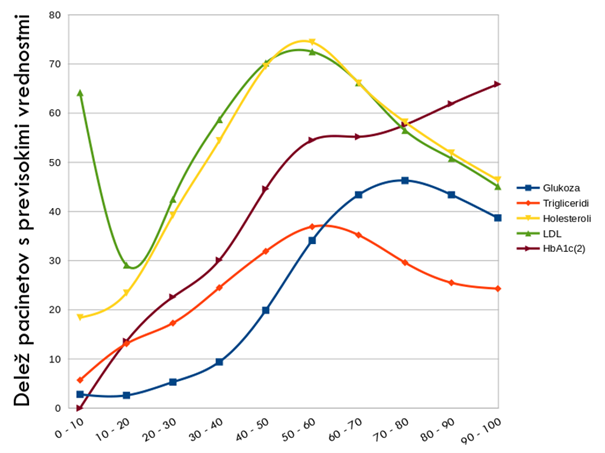 Delež pacinetov s previsokimi vrednostmi
80
70
60
50
40
30
20
10
0
0 - 10
10 - 20
20 - 30
30 - 40
40 - 50
50 - 60
60 - 70
70 - 80
80 - 90
90 - 100
Glukoza
Trigliceridi
Holesteroli
LDL
HbA1c(2)